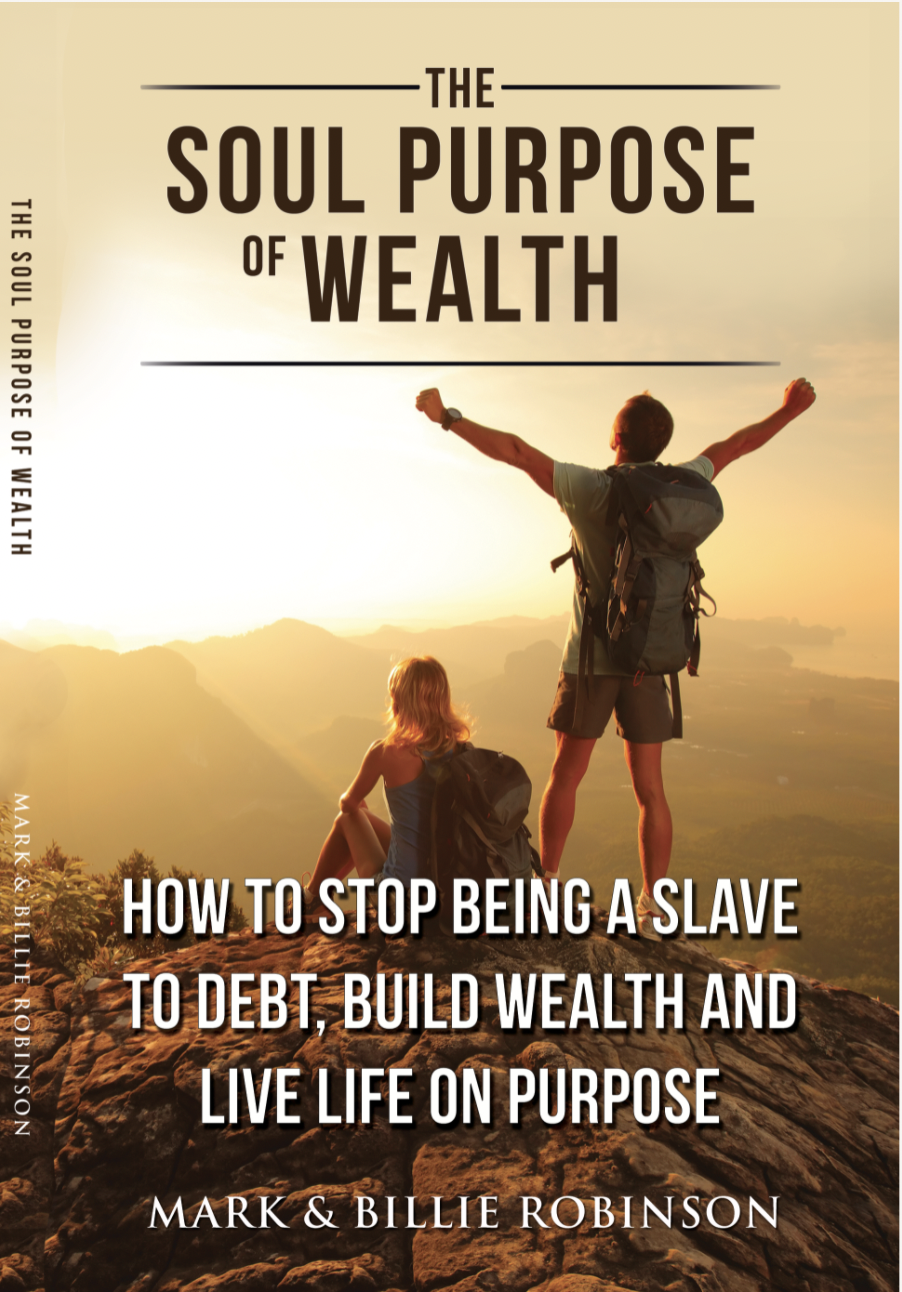 THE
SOUL PURPOSE
OF WEALTH
HOW TO STOP BEING A SLAVE
TO DEBT, BUILD WEALTH AND
LIVE LIFE ON PURPOSE
MARK & BILLIE ROBINSON
THE SOUL PURPOSE OF WEALTH
MARK & BILLIE ROBINSON